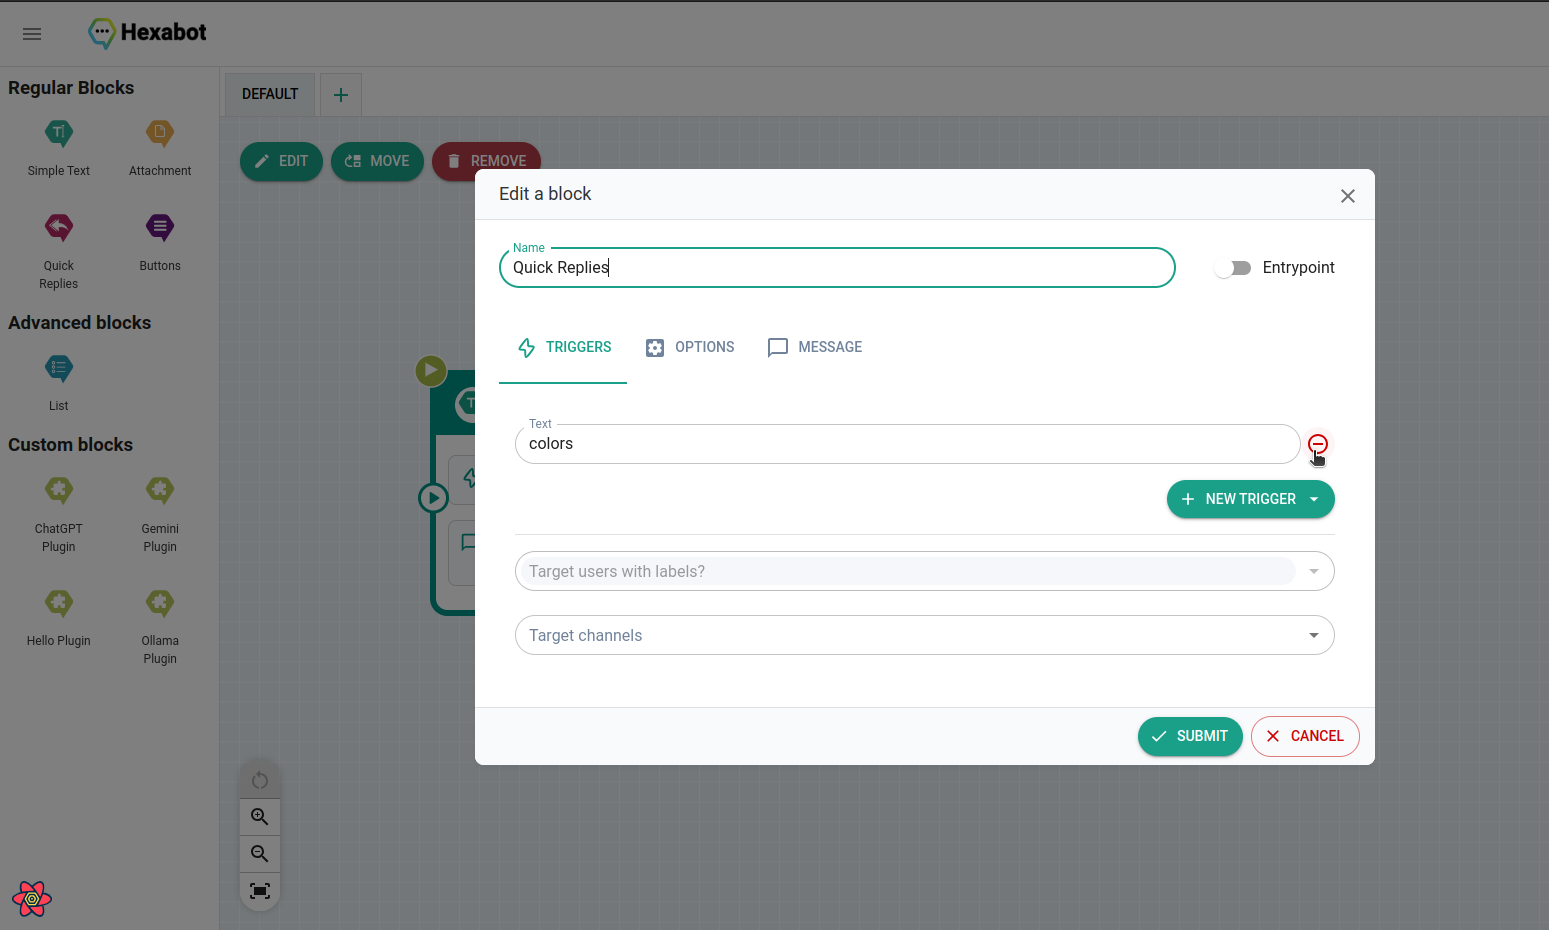 Hexabot
Regular Blocks
DEFAULT
Simple Text
Attachment
Quick
Replies
Buttons
Advanced blocks
List
Custom blocks
ChatGPT
Plugin
Gemini
Plugin
Hello Plugin
Ollama
Plugin
EDIT
MOVE
REMOVE
Edit a block
Name
Quick Replies
Entrypoint
TRIGGERS
OPTIONS
MESSAGE
Text
colors
NEW TRIGGER
Target users with labels?
Target channels
SUBMIT
CANCEL